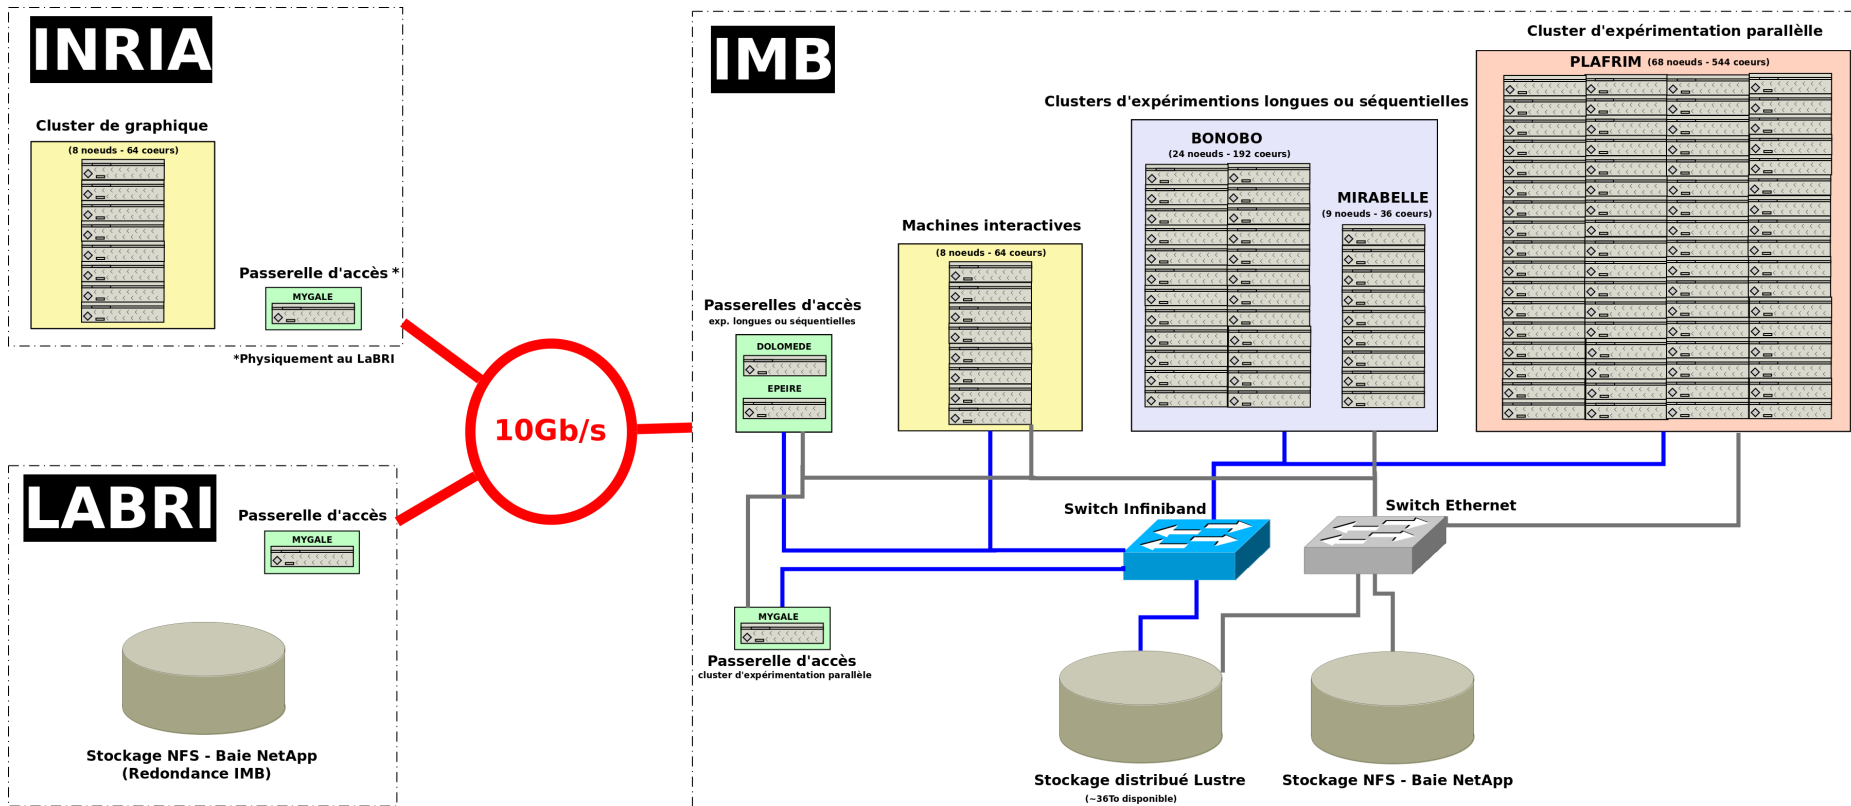 INRIA
Cluster de graphique
(8 noeuds - 64 coeurs)
Passerelle d'accès *
MYGALE
*Physiquement au LaBRI
LABRI
Passerelle d'accès
MYGALE
Stockage NFS - Baie NetApp
(Redondance IMB)
10Gb/s
IMB
Passerelles d'accès
exp. longues ou séquentielles
DOLOMEDE
EPEIRE
Machines interactives
(8 noeuds - 64 coeurs)
Clusters d'expérimentions longues ou séquentielles
BONOBO
(24 noeuds - 192 coeurs)
MIRABELLE
(9 noeuds - 36 coeurs)
Cluster d'expérimentation parallèlle
PLAFRIM (68 noeuds - 544 coeurs)
Switch Infiniband
Switch Ethernet
MYGALE
Passerelle d'accès
cluster d'expérimentation parallèle
Stockage distribué Lustre
(~36To disponible)
Stockage NFS - Baie NetApp